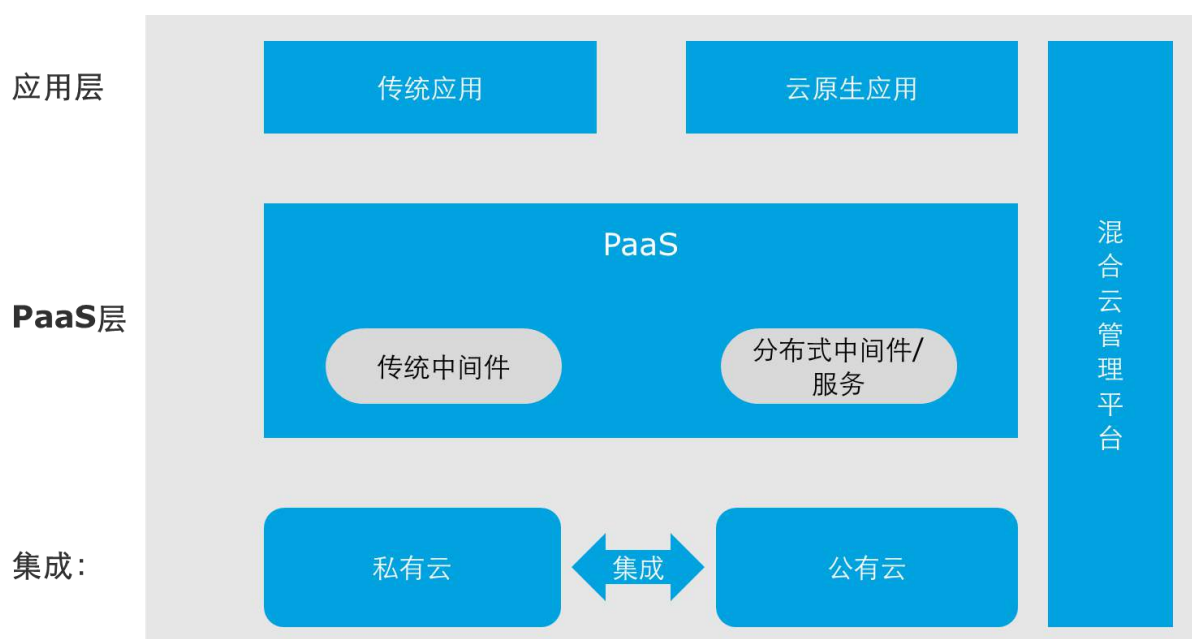 应用层
传统应用
云原生应用
PaaS层
PaaS
传统中间件
分布式中间件/
服务
集成:
私有云
集成
公有云
混合云管理平台